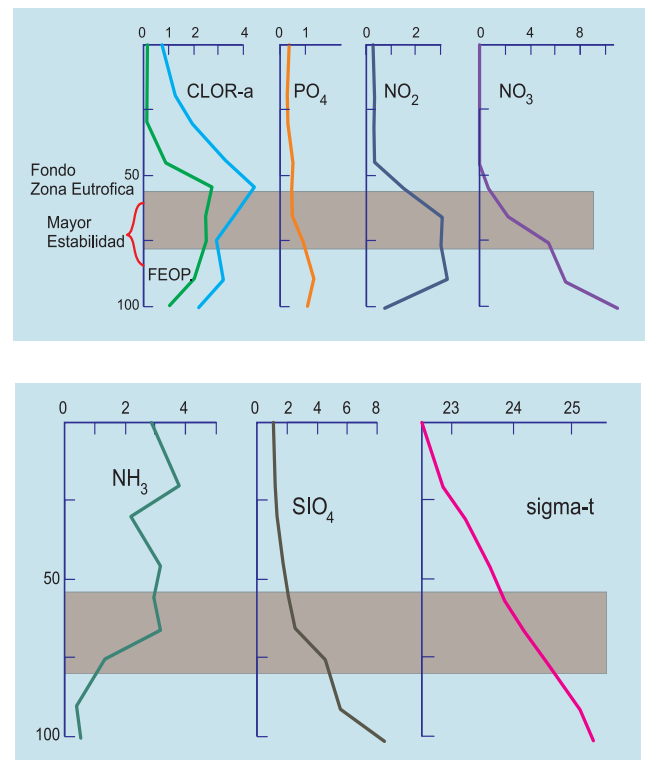 0 1 2 4
0 1
0 2
0 4 8
CLOR-a
PO4
NO2
NO3
Fondo
Zona Eutrofica
50
Mayor
Estabilidad
FEOP.
100
0 2 4
0 2 4 6 8
23 24 25
NH3
SIO4
sigma-t
50
100